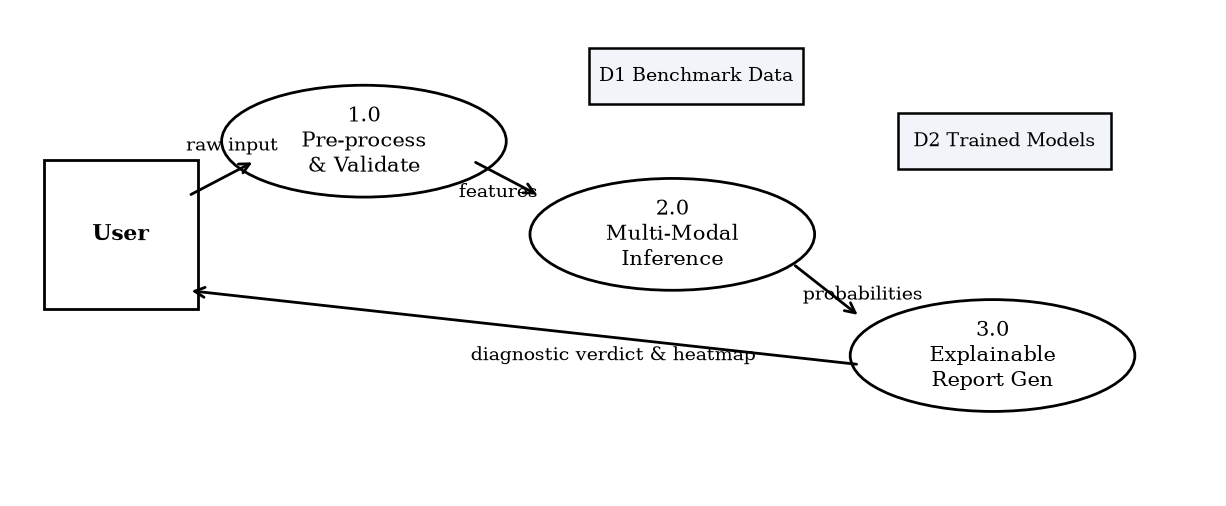 D1 Benchmark Data
1.0
Pre-process
& Validate
raw input
D2 Trained Models
features
User
2.0
Multi-Modal
Inference
probabilities
diagnostic verdict & heatmap
3.0
Explainable
Report Gen